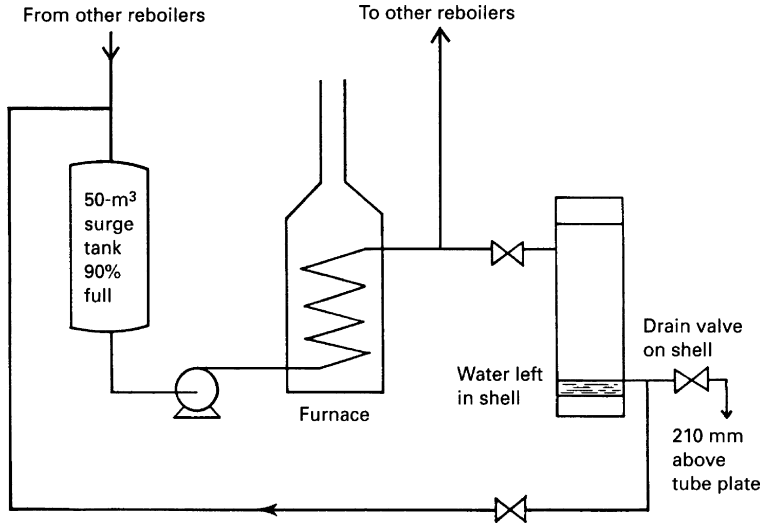 From other reboilers
To other reboilers
50-m³
surge
tank
90%
full
Furnace
Water left
in shell
Drain valve
on shell
210 mm
above
tube plate